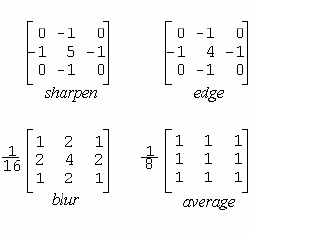 0 -1 0 0 -1 0
-1 5 -1 -1 4 -1
0 -1 0 0 -1 0
sharpen edge
1 1 2 1 1 1 1 1
16 2 4 2 8 1 1 1
1 2 1 1 1 1
blur average